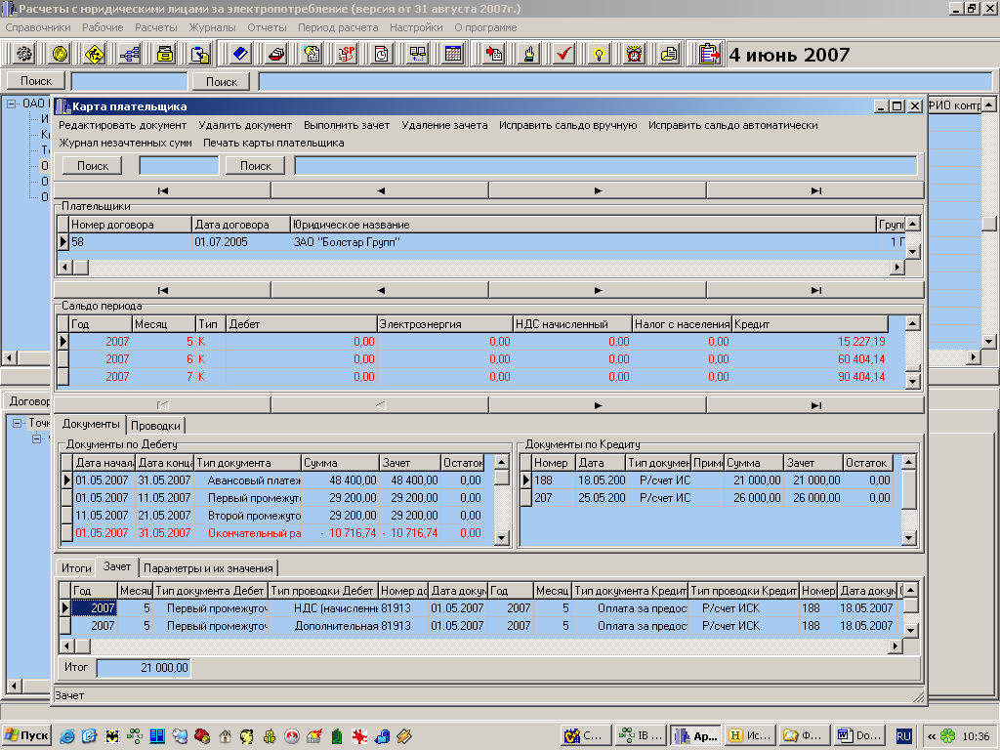 Расчеты с юридическими лицами за электропотребление (версия от 31 августа 2007г.)
Справочники Рабочие Расчеты Журналы Отчеты Период расчета Настройки О программе
4 июнь 2007
Поиск Поиск
ОАО
РИО контр
Карта плательщика
Редактировать документ Удалить документ Выполнить зачет Удаление зачета Исправить сальдо вручную Исправить сальдо автоматически
Журнал незачтенных сумм Печать карты плательщика
Поиск Поиск
Плательщики
Номер договора Дата договора Юридическое название Групп
58 01.07.2005 ЗАО "Болстар Групп" 1 Г
Сальдо периода
Год Месяц Тип Дебет Электроэнергия НДС начисленный Налог с населения Кредит
2007 5 К 0,00 0,00 0,00 0,00 15 227,19
2007 6 К 0,00 0,00 0,00 0,00 60 404,14
2007 7 К 0,00 0,00 0,00 0,00 90 404,14
Договор
Точк
Документы Проводки
Документы по Дебету
Дата начал Дата конца Тип документа Сумма Зачет Остаток
01.05.2007 31.05.2007 Авансовый платеж 48 400,00 48 400,00 0,00
01.05.2007 11.05.2007 Первый промежут 29 200,00 29 200,00 0,00
11.05.2007 21.05.2007 Второй промежуто 29 200,00 29 200,00 0,00
01.05.2007 31.05.2007 Окончательный ра - 10 716,74 - 10 716,74 0,00
Документы по Кредиту
Номер Дата Тип докумен Приме Сумма Зачет Остаток
188 18.05.200 Р/счет ИС 21 000,00 21 000,00 0,00
207 25.05.200 Р/счет ИС 26 000,00 26 000,00 0,00
Итоги Зачет Параметры и их значения
Год Месяц Тип документа Дебет Тип проводки Дебет Номер до Дата докум Год Месяц Тип документа Кредит Тип проводки Кредит Номер Дата докум
2007 5 Первый промежуточ НДС (начисленны 81913 01.05.2007 2007 5 Оплата за предос Р/счет ИСК 188 18.05.2007
2007 5 Первый промежуточ Дополнительная 81913 01.05.2007 2007 5 Оплата за предос Р/счет ИСК 188 18.05.2007
Итог 21 000,00
Зачет
Пуск С... IB ... Ар... Ис... Ф... Do... RU « 10:36